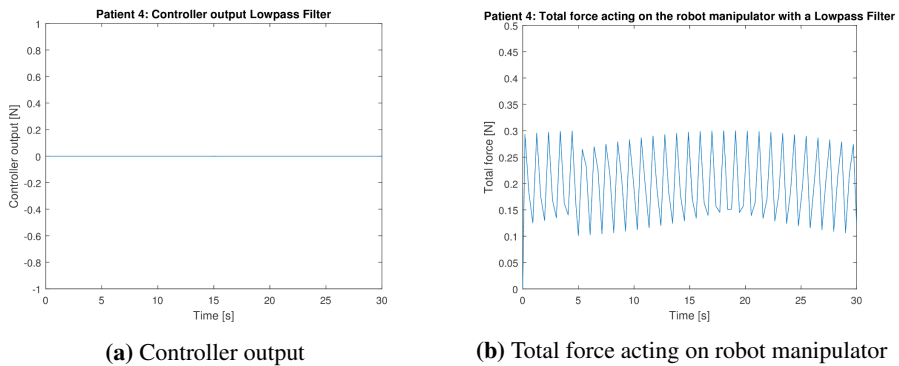 Patient 4: Controller output Lowpass Filter
1
0.8
0.6
0.4
0.2
0
-0.2
-0.4
-0.6
-0.8
-1
Controller output [N]
0 5 10 15 20 25 30
Time [s]
(a) Controller output
Patient 4: Total force acting on the robot manipulator with a Lowpass Filter
0.5
0.45
0.4
0.35
0.3
0.25
0.2
0.15
0.1
0.05
0
Total force [N]
0 5 10 15 20 25 30
Time [s]
(b) Total force acting on robot manipulator